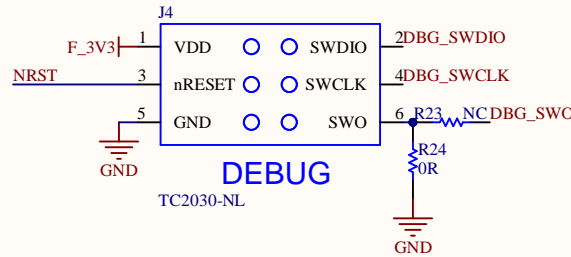 J4
F_3V3 1 VDD SWDIO 2 DBG_SWDIO
NRST 3 nRESET SWCLK 4 DBG_SWCLK
5 GND SWO 6 R23 NC DBG_SWO
GND
R24
0R
DEBUG
TC2030-NL
GND